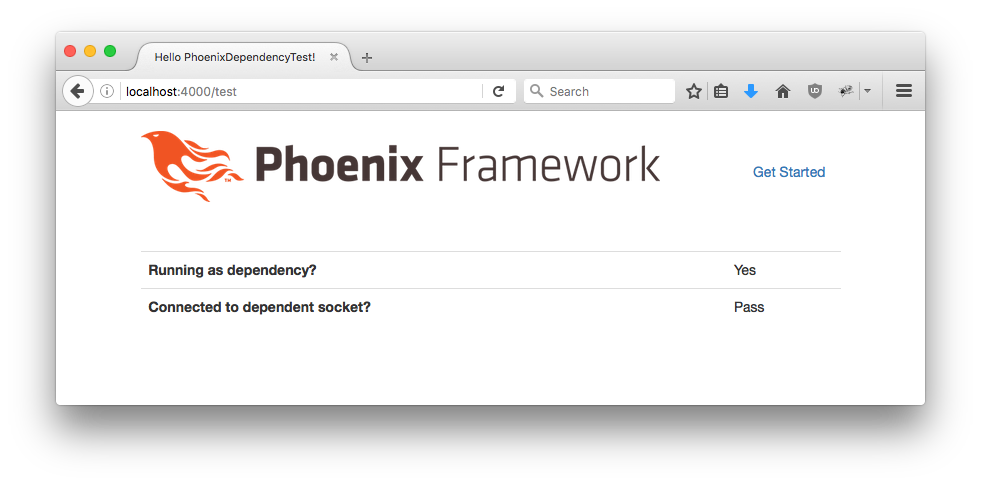 Hello PhoenixDependencyTest!
localhost:4000/test
Search
Phoenix Framework
TM
Get Started
Running as dependency? Yes
Connected to dependent socket? Pass